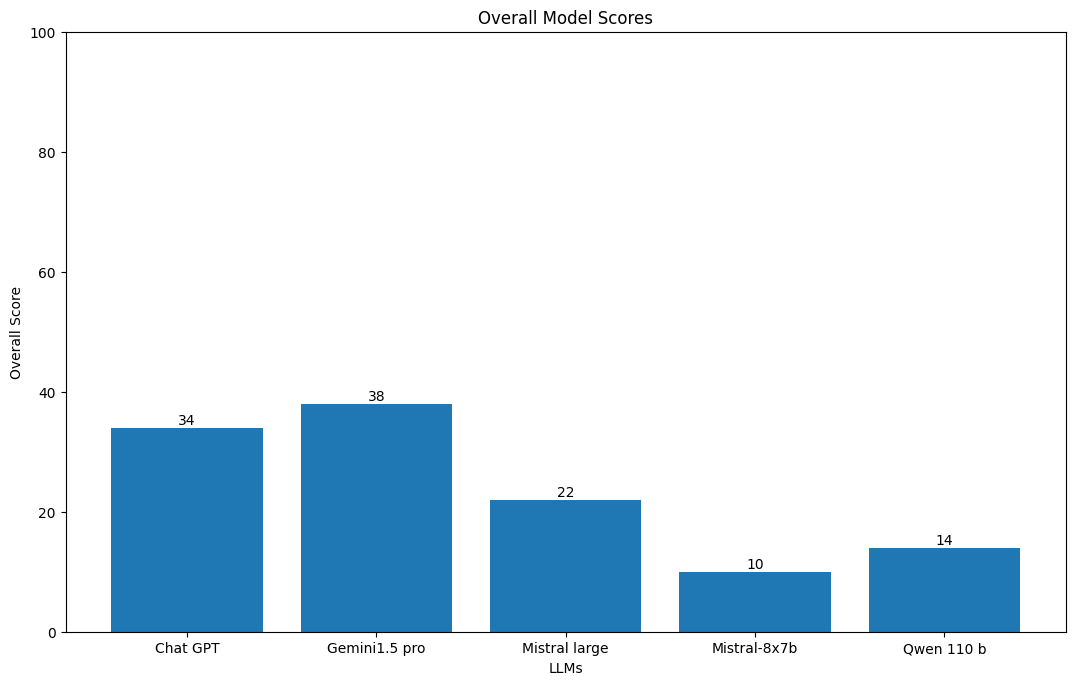 Overall Model Scores
100
80
60
40
20
0
Overall Score
34
38
22
10
14
Chat GPT
Gemini1.5 pro
Mistral large
Mistral-8x7b
Qwen 110 b
LLMs